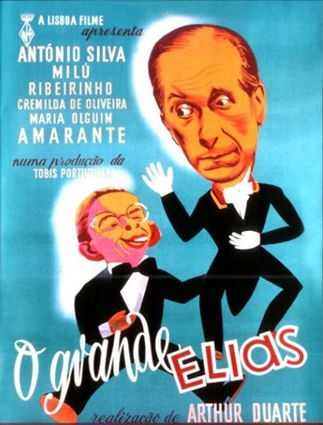 A LISBOA FILME
apresenta
ANTÓNIO SILVA
MILÚ
RIBEIRINHO
CREMILDA DE OLIVEIRA
MARIA OLGUIM
AMARANTE
numa produção da
TOBIS PORTUGUESA
O grande ELIAS
realização de ARTHUR DUARTE